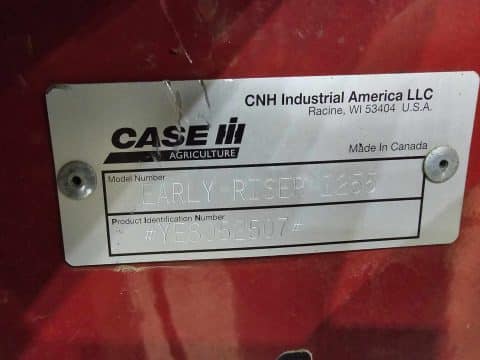 CNH Industrial America LLC
Racine, WI 53404 U.S.A.
CASE IH
AGRICULTURE
Made In Canada
Model Number
EARLY RISER 1255
Product Identification Number